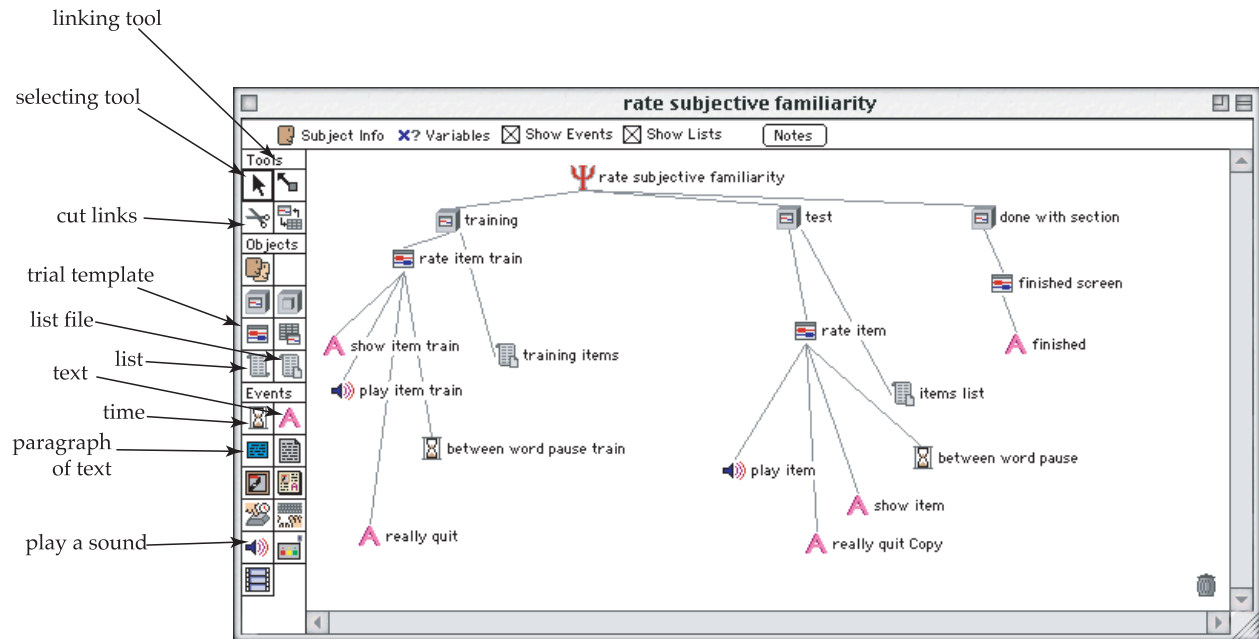 linking tool
selecting tool
cut links
trial template
list file
list
text
time
paragraph
of text
play a sound
rate subjective familiarity
Subject Info X? Variables Show Events Show Lists Notes
Tools
Objects
Events
rate subjective familiarity
training
test
done with section
rate item train
finished screen
show item train
training items
rate item
finished
play item train
items list
between word pause train
play item
between word pause
show item
really quit
really quit Copy